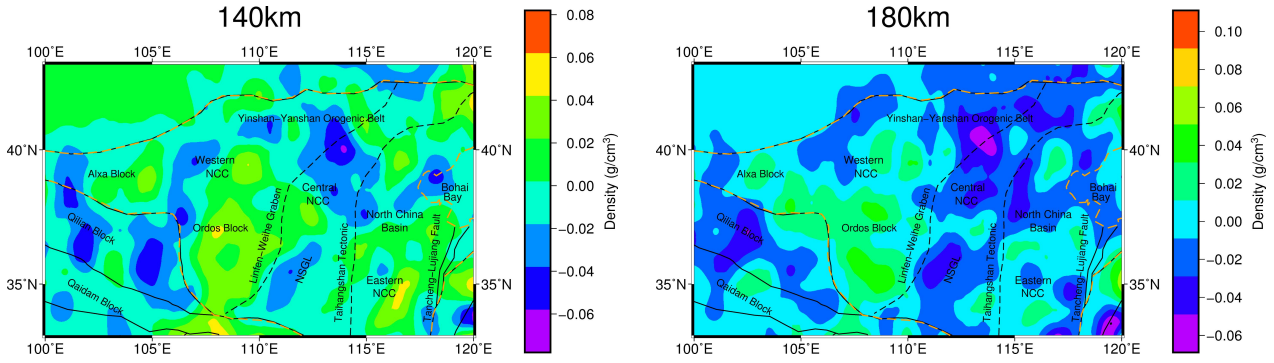 140km
100°E 105°E 110°E 115°E 120°E
40°N 40°N
35°N 35°N
100°E 105°E 110°E 115°E 120°E
Yinshan−Yanshan Orogenic Belt
Western
NCC
Alxa Block
Central
NCC
Bohai
Bay
Qilian Block
Ordos Block
North China
Basin
Linfen−Weihe Graben
NSGL
Taihangshan Tectonic
Eastern
NCC
Tancheng−Lujiang Fault
Qaidam Block
0.08
0.06
0.04
0.02
0.00
−0.02
−0.04
−0.06
Density (g/cm³)
180km
100°E 105°E 110°E 115°E 120°E
40°N 40°N
35°N 35°N
100°E 105°E 110°E 115°E 120°E
Yinshan−Yanshan Orogenic Belt
Western
NCC
Alxa Block
Central
NCC
Bohai
Bay
Qilian Block
Ordos Block
North China
Basin
Linfen−Weihe Graben
NSGL
Taihangshan Tectonic
Eastern
NCC
Tancheng−Lujiang Fault
Qaidam Block
0.10
0.08
0.06
0.04
0.02
0.00
−0.02
−0.04
−0.06
Density (g/cm³)